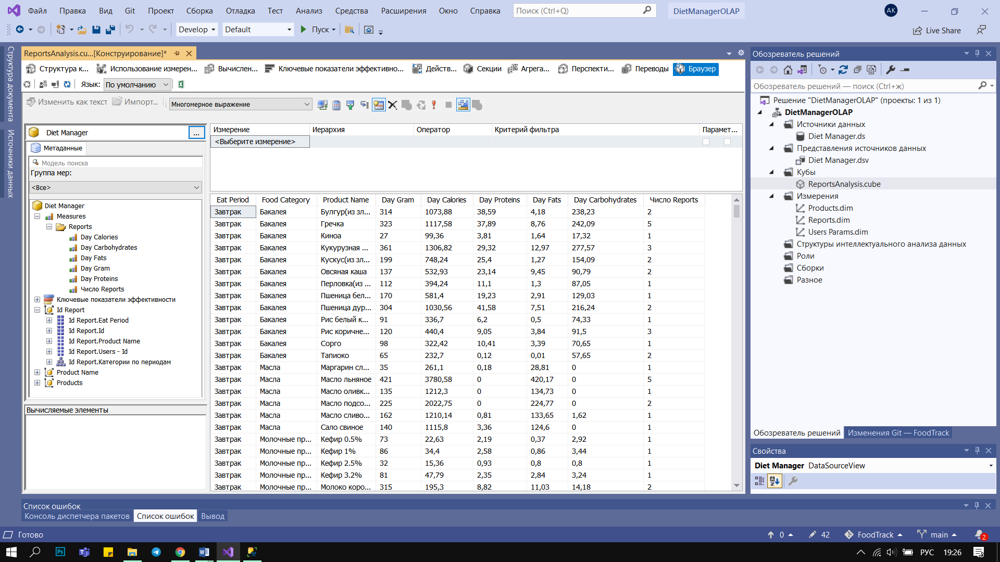 Файл Правка Вид Git Проект Сборка Отладка Тест Анализ Средства Расширения Окно Справка Поиск (Ctrl+Q) DietManagerOLAP AK
Develop Default Пуск Live Share
Структура документа
Источники данных
ReportsAnalysis.cu...[Конструирование]*
Структура к... Использование измерен... Вычислен... Ключевые показатели эффективно... Действ... Секции Агрега... Перспекти... Переводы Браузер
Язык: По умолчанию
Изменить как текст Импорт... Многомерное выражение
Diet Manager ...
Метаданные
Модель поиска
Группа мер:
<Все>
Diet Manager
Measures
Reports
Day Calories
Day Carbohydrates
Day Fats
Day Gram
Day Proteins
Число Reports
Ключевые показатели эффективности
Id Report
Id Report.Eat Period
Id Report.Id
Id Report.Product Name
Id Report.Users - Id
Id Report.Категории по периодам
Product Name
Products
Вычисляемые элементы
Измерение Иерархия Оператор Критерий фильтра Парамет...
<Выберите измерение>
Eat Period Food Category Product Name Day Gram Day Calories Day Proteins Day Fats Day Carbohydrates Число Reports
Завтрак Бакалея Булгур(из зл... 314 1073,88 38,59 4,18 238,23 2
Завтрак Бакалея Гречка 323 1117,58 37,89 8,76 242,09 5
Завтрак Бакалея Киноа 27 99,36 3,81 1,64 17,32 1
Завтрак Бакалея Кукурузная ... 361 1306,82 29,32 12,97 277,57 3
Завтрак Бакалея Кускус(из зл... 199 748,24 25,4 1,27 154,09 2
Завтрак Бакалея Овсяная каша 137 532,93 23,14 9,45 90,79 2
Завтрак Бакалея Перловка(из ... 112 394,24 11,1 1,3 87,05 1
Завтрак Бакалея Пшеница бел... 170 581,4 19,23 2,91 129,03 1
Завтрак Бакалея Пшеница дур... 304 1030,56 41,58 7,51 216,24 2
Завтрак Бакалея Рис белый к... 91 336,7 6,2 0,5 74,33 1
Завтрак Бакалея Рис коричне... 120 440,4 9,05 3,84 91,5 3
Завтрак Бакалея Сорго 98 322,42 10,41 3,39 70,65 1
Завтрак Бакалея Тапиоко 65 232,7 0,12 0,01 57,65 2
Завтрак Масла Маргарин сл... 35 261,1 0,18 28,81 0 1
Завтрак Масла Масло льняное 421 3780,58 0 420,17 0 5
Завтрак Масла Масло оливк... 135 1212,3 0 134,73 0 1
Завтрак Масла Масло подсо... 225 2022,75 0 224,77 0 2
Завтрак Масла Масло сливо... 162 1210,14 0,81 133,65 1,62 1
Завтрак Масла Сало свиное 140 1115,8 3,36 124,6 0 1
Завтрак Молочные пр... Кефир 0.5% 73 22,63 2,19 0,37 2,92 1
Завтрак Молочные пр... Кефир 1% 86 34,4 2,58 0,86 3,44 1
Завтрак Молочные пр... Кефир 2.5% 32 15,36 0,93 0,8 0,8 1
Завтрак Молочные пр... Кефир 3.2% 81 47,79 2,35 2,84 3,24 1
Завтрак Молочные пр... Молоко коро... 315 195,3 8,82 11,03 14,18 2
Обозреватель решений
Обозреватель решений — поиск (Ctrl+ж)
Решение "DietManagerOLAP" (проекты: 1 из 1)
DietManagerOLAP
Источники данных
Diet Manager.ds
Представления источников данных
Diet Manager.dsv
Кубы
ReportsAnalysis.cube
Измерения
Products.dim
Reports.dim
Users Params.dim
Структуры интеллектуального анализа данных
Роли
Сборки
Разное
Обозреватель решений Изменения Git — FoodTrack
Свойства
Diet Manager DataSourceView
Список ошибок
Консоль диспетчера пакетов Список ошибок Вывод
Готово 0 42 FoodTrack main 2
Ps РУС 19:26